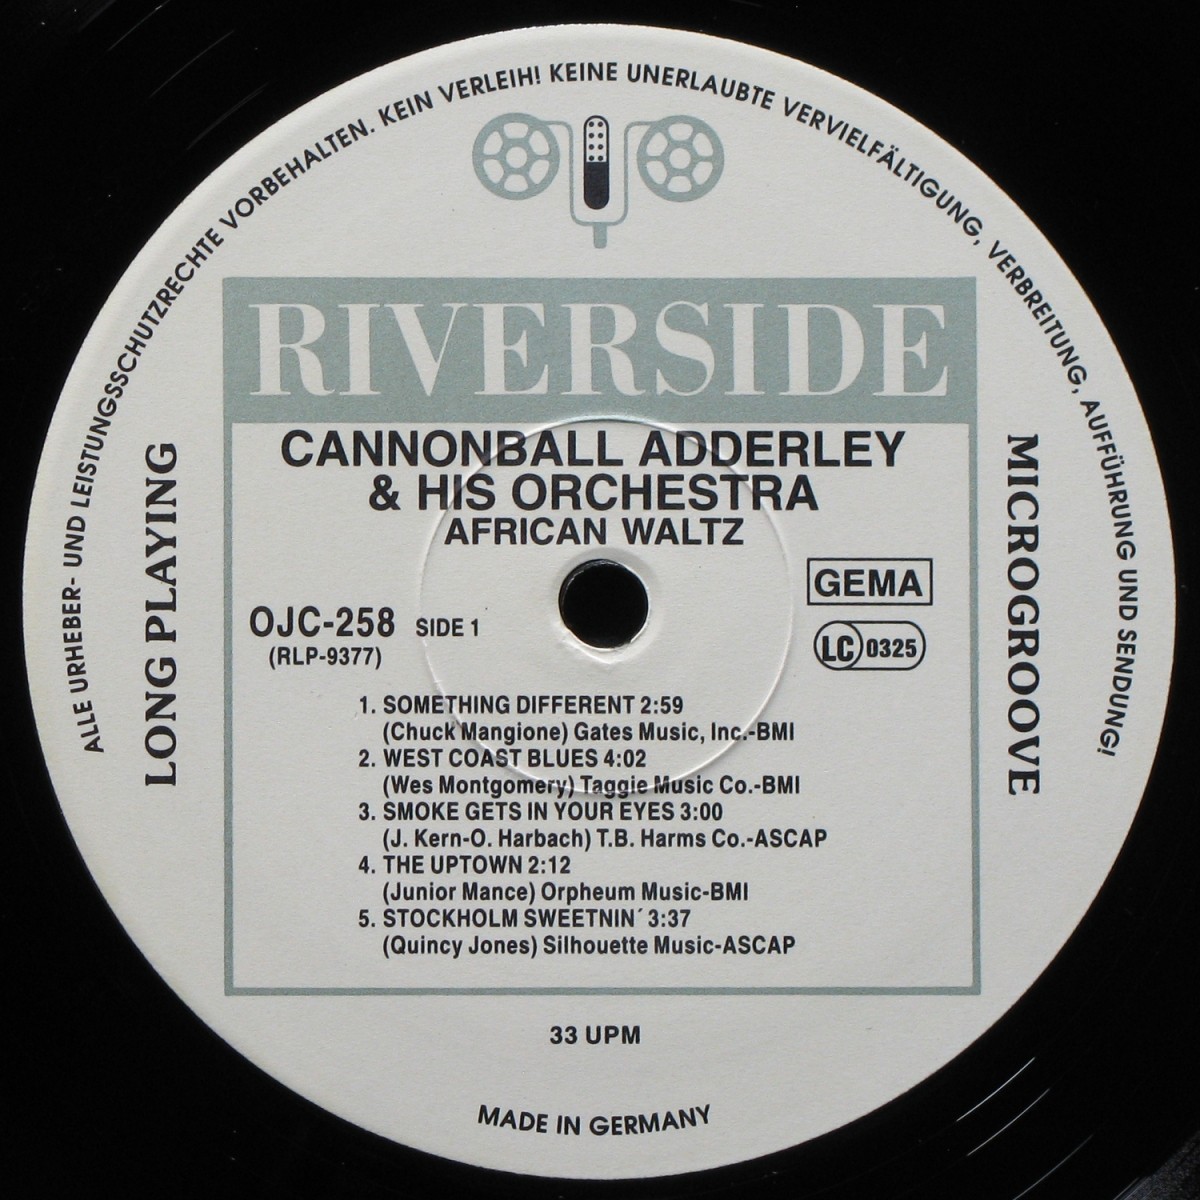 ALLE URHEBER- UND LEISTUNGSSCHUTZRECHTE VORBEHALTEN. KEIN VERLEIH! KEINE UNERLAUBTE VERVIELFÄLTIGUNG, VERBREITUNG, AUFFÜHRUNG UND SENDUNG!
RIVERSIDE
LONG PLAYING
MICROGROOVE
CANNONBALL ADDERLEY
& HIS ORCHESTRA
AFRICAN WALTZ
OJC-258 SIDE 1
(RLP-9377)
GEMA
LC 0325
1. SOMETHING DIFFERENT 2:59
(Chuck Mangione) Gates Music, Inc.-BMI
2. WEST COAST BLUES 4:02
(Wes Montgomery) Taggie Music Co.-BMI
3. SMOKE GETS IN YOUR EYES 3:00
(J. Kern-O. Harbach) T.B. Harms Co.-ASCAP
4. THE UPTOWN 2:12
(Junior Mance) Orpheum Music-BMI
5. STOCKHOLM SWEETNIN´ 3:37
(Quincy Jones) Silhouette Music-ASCAP
33 UPM
MADE IN GERMANY